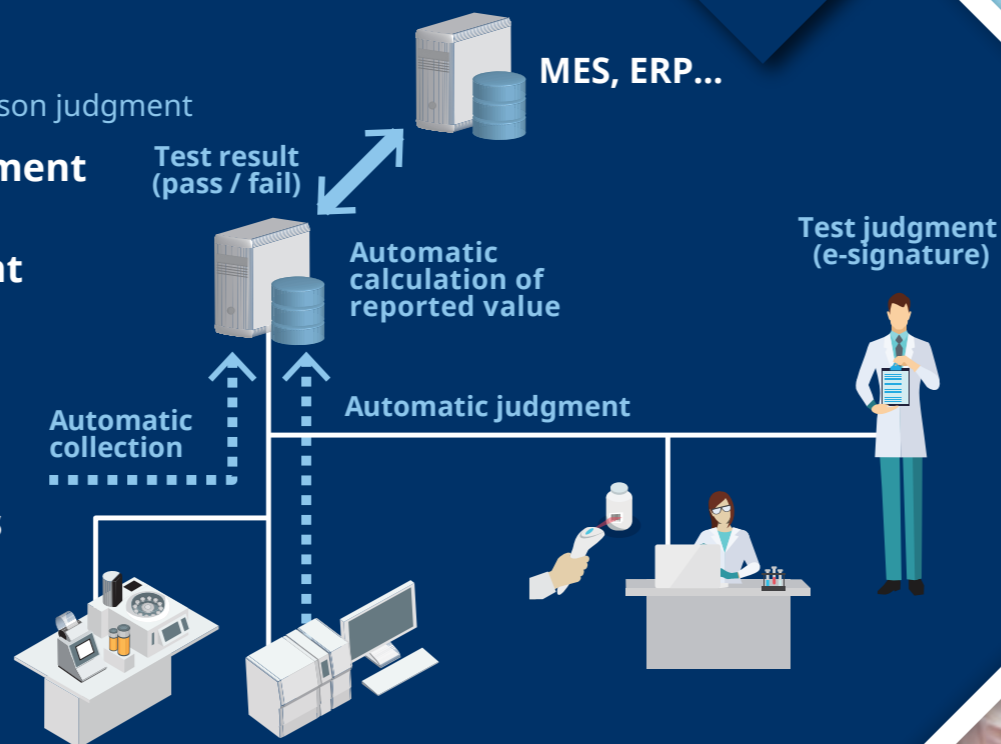 MES, ERP...
son judgment
ment
Test result
(pass / fail)
nt
Automatic
calculation of
reported value
Test judgment
(e-signature)
Automatic judgment
Automatic
collection
s